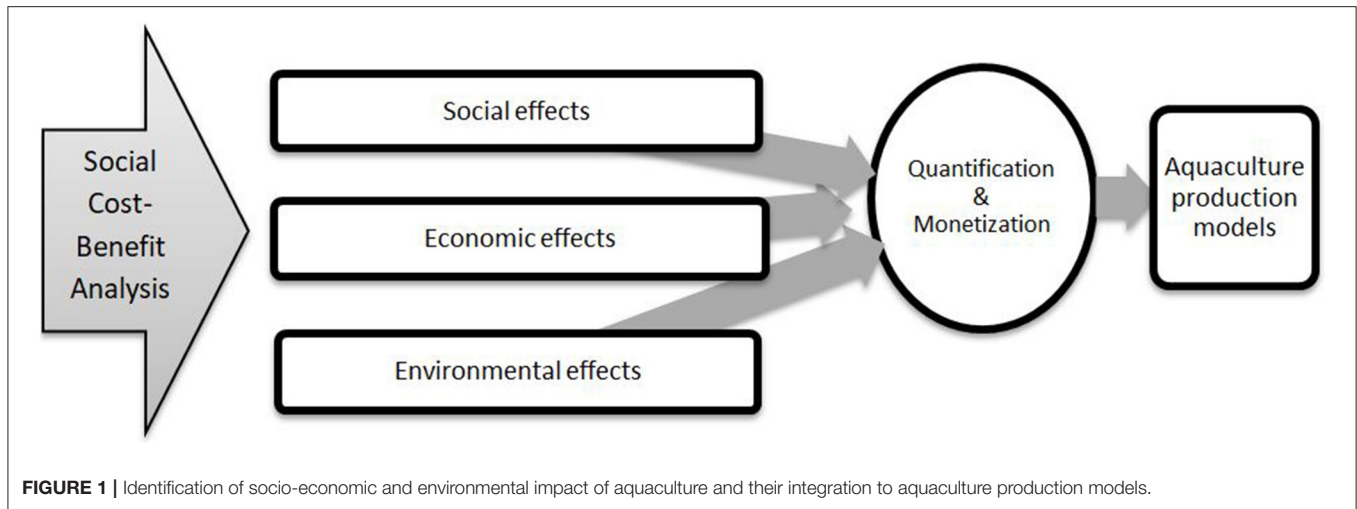 Social
Cost-
Benefit
Analysis
Social effects
Economic effects
Environmental effects
Quantification
&
Monetization
Aquaculture
production
models
FIGURE 1 | Identification of socio-economic and environmental impact of aquaculture and their integration to aquaculture production models.